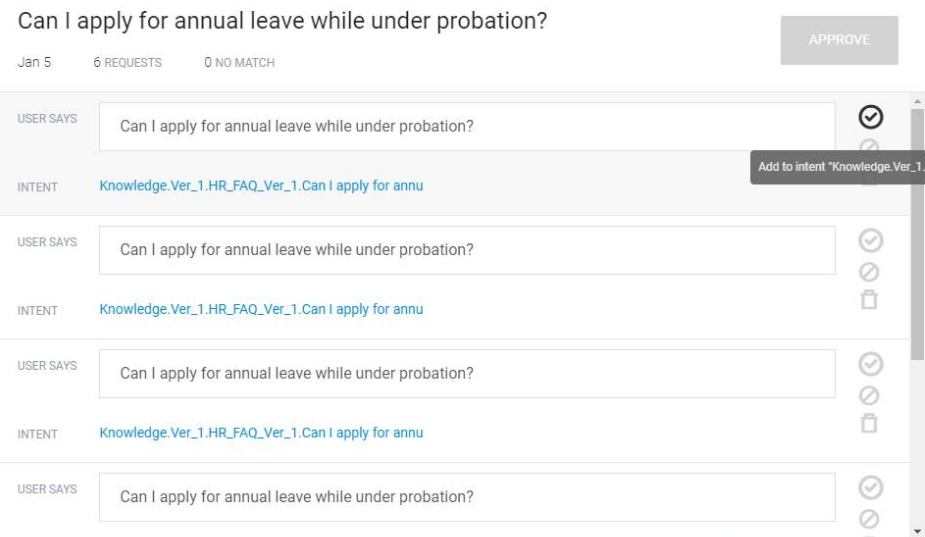 Can I apply for annual leave while under probation?
APPROVE
Jan 5 6 REQUESTS 0 NO MATCH
USER SAYS Can I apply for annual leave while under probation?
Add to intent "Knowledge.Ver_1.
INTENT Knowledge.Ver_1.HR_FAQ_Ver_1.Can I apply for annu
USER SAYS Can I apply for annual leave while under probation?
INTENT Knowledge.Ver_1.HR_FAQ_Ver_1.Can I apply for annu
USER SAYS Can I apply for annual leave while under probation?
INTENT Knowledge.Ver_1.HR_FAQ_Ver_1.Can I apply for annu
USER SAYS Can I apply for annual leave while under probation?